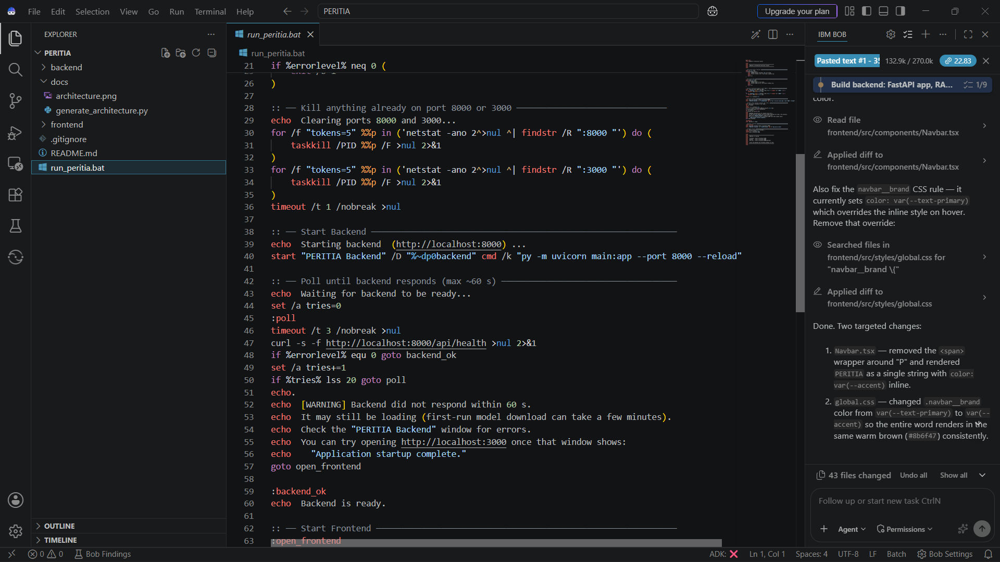 File Edit Selection View Go Run Terminal Help
PERITIA
Upgrade your plan
EXPLORER
PERITIA
backend
docs
architecture.png
generate_architecture.py
frontend
.gitignore
README.md
run_peritia.bat
OUTLINE
TIMELINE
run_peritia.bat
run_peritia.bat
21 if %errorlevel% neq 0 (
26 )
27
28 :: ── Kill anything already on port 8000 or 3000 ──────────────────────────────
29 echo  Clearing ports 8000 and 3000...
30 for /f "tokens=5" %%p in ('netstat -ano 2^>nul ^| findstr /R ":8000 "') do (
31     taskkill /PID %%p /F >nul 2>&1
32 )
33 for /f "tokens=5" %%p in ('netstat -ano 2^>nul ^| findstr /R ":3000 "') do (
34     taskkill /PID %%p /F >nul 2>&1
35 )
36 timeout /t 1 /nobreak >nul
37
38 :: ── Start Backend ─────────────────────────────────────────────────────────────
39 echo  Starting backend  (http://localhost:8000) ...
40 start "PERITIA Backend" /D "%~dp0backend" cmd /k "py -m uvicorn main:app --port 8000 --reload"
41
42 :: ── Poll until backend responds (max ~60 s) ───────────────────────────────────
43 echo  Waiting for backend to be ready...
44 set /a tries=0
45 :poll
46 timeout /t 3 /nobreak >nul
47 curl -s -f http://localhost:8000/api/health >nul 2>&1
48 if %errorlevel% equ 0 goto backend_ok
49 set /a tries+=1
50 if %tries% lss 20 goto poll
51 echo.
52 echo  [WARNING] Backend did not respond within 60 s.
53 echo  It may still be loading (first-run model download can take a few minutes).
54 echo  Check the "PERITIA Backend" window for errors.
55 echo  You can try opening http://localhost:3000 once that window shows:
56 echo    "Application startup complete."
57 goto open_frontend
58
59 :backend_ok
60 echo  Backend is ready.
61
62 :: ── Start Frontend ────────────────────────────────────────────────────────────
63 :open_frontend
IBM BOB
Pasted text #1 - 35 132.9k / 270.0k 22.83
Build backend: FastAPI app, RA... 1/9
color.
Read file
frontend/src/components/Navbar.tsx
Applied diff to
frontend/src/components/Navbar.tsx
Also fix the navbar__brand CSS rule — it
currently sets color: var(--text-primary)
which overrides the inline style on hover.
Remove that override:
Searched files in
frontend/src/styles/global.css for
"navbar__brand \{"
Applied diff to
frontend/src/styles/global.css
Done. Two targeted changes:
1. Navbar.tsx — removed the <span>
wrapper around "P" and rendered
PERITIA as a single string with color:
var(--accent) inline.
2. global.css — changed .navbar__brand
color from var(--text-primary) to var(--
accent) so the entire word renders in the
same warm brown (#8b6f47) consistently.
43 files changed Undo all Show all
Follow up or start new task CtrlN
Agent Permissions
0 0 Bob Findings
ADK: Ln 1, Col 1 Spaces: 4 UTF-8 LF Batch Bob Settings